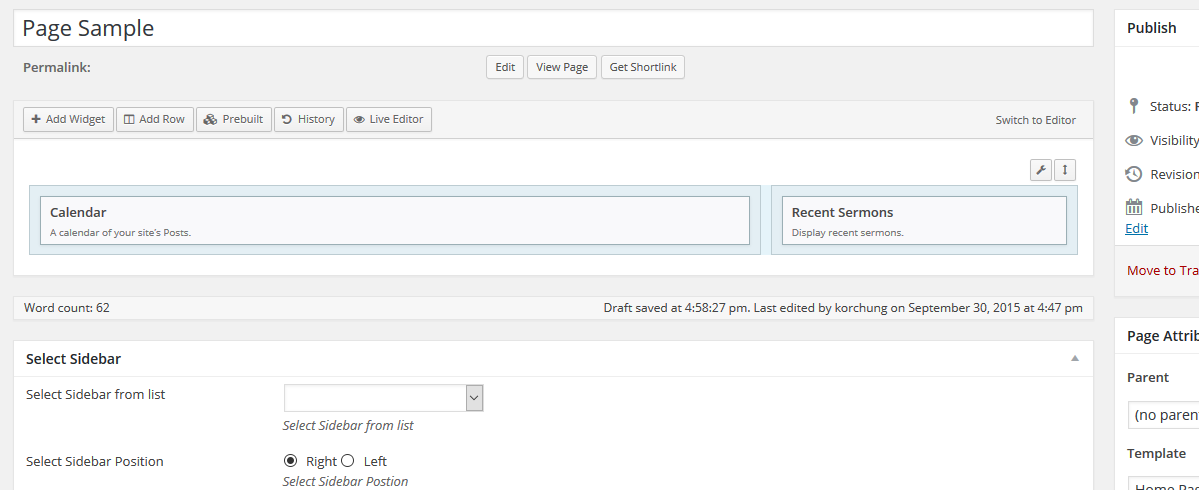 Page Sample
Permalink:
Edit
View Page
Get Shortlink
Add Widget
Add Row
Prebuilt
History
Live Editor
Switch to Editor
Calendar
A calendar of your site's Posts.
Recent Sermons
Display recent sermons.
Word count: 62
Draft saved at 4:58:27 pm. Last edited by korchung on September 30, 2015 at 4:47 pm
Select Sidebar
Select Sidebar from list
Select Sidebar from list
Select Sidebar Position
Right
Left
Select Sidebar Postion
Publish
Status:
Visibility
Revision
Publishe
Edit
Move to Tra
Page Attrib
Parent
(no paren
Template
Home Pa